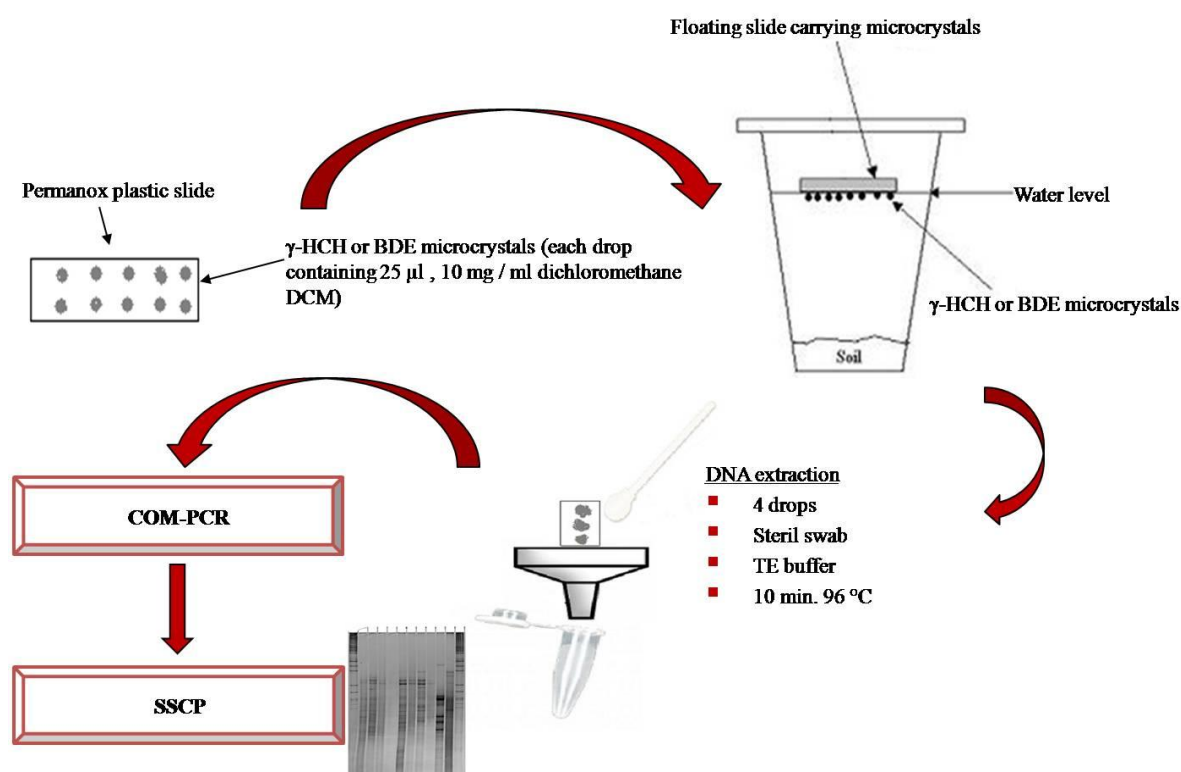 Floating slide carrying microcrystals
Permanox plastic slide
γ-HCH or BDE microcrystals (each drop
containing 25 μl , 10 mg / ml dichloromethane
DCM)
Water level
γ-HCH or BDE microcrystals
Soil
DNA extraction
4 drops
Steril swab
TE buffer
10 min. 96 °C
COM-PCR
SSCP